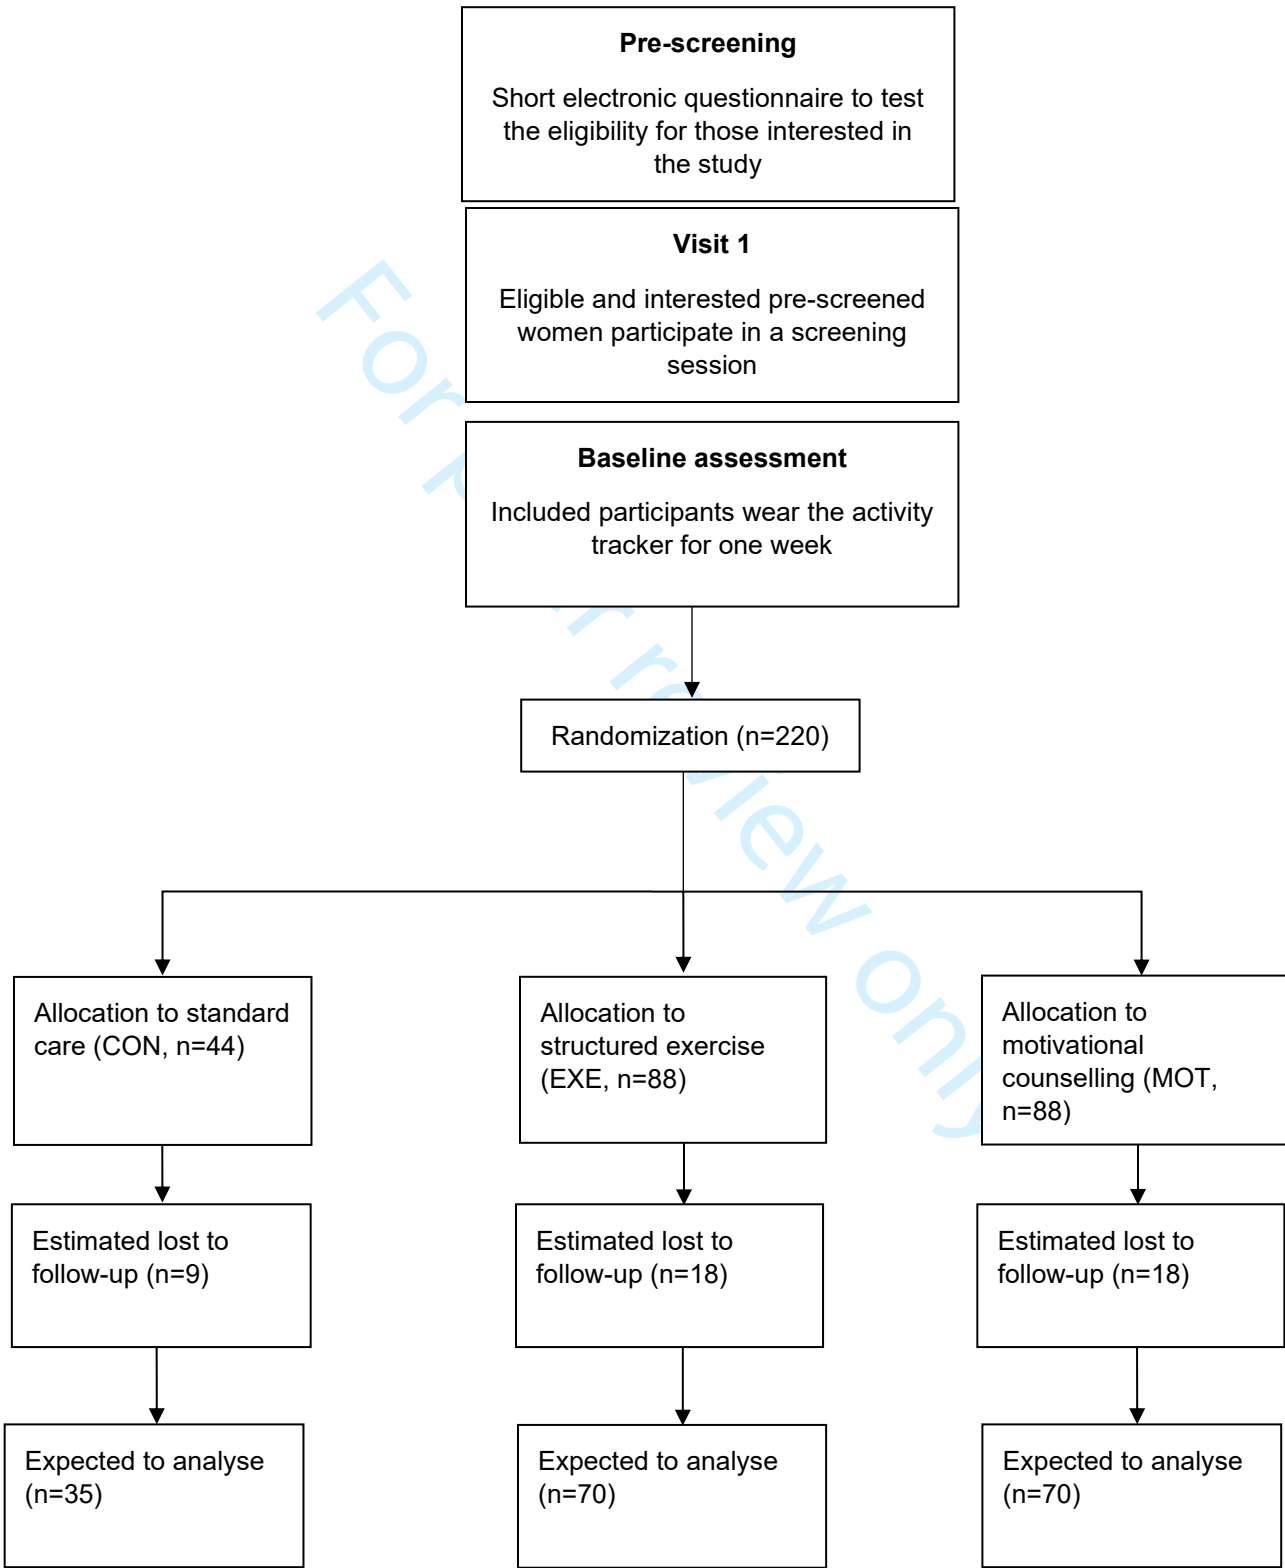 Pre-screening
Short electronic questionnaire to test
the eligibility for those interested in
the study
Visit 1
Eligible and interested pre-screened
women participate in a screening
session
Baseline assessment
Included participants wear the activity
tracker for one week
Randomization (n=220)
Allocation to standard
care (CON, n=44)
Allocation to
structured exercise
(EXE, n=88)
Allocation to
motivational
counselling (MOT,
n=88)
Estimated lost to
follow-up (n=9)
Estimated lost to
follow-up (n=18)
Estimated lost to
follow-up (n=18)
Expected to analyse
(n=35)
Expected to analyse
(n=70)
Expected to analyse
(n=70)
For peer review only